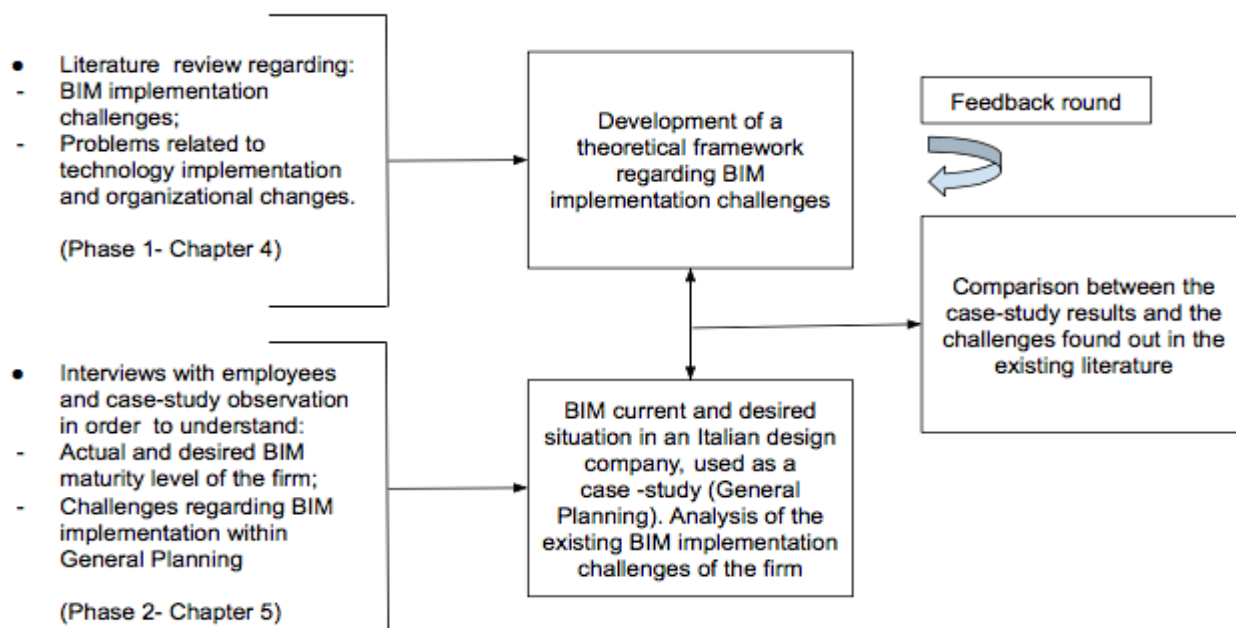 ● Literature review regarding:
- BIM implementation
challenges;
- Problems related to
technology implementation
and organizational changes.
(Phase 1- Chapter 4)
Development of a
theoretical framework
regarding BIM
implementation challenges
Feedback round
Comparison between the
case-study results and the
challenges found out in the
existing literature
● Interviews with employees
and case-study observation
in order to understand:
- Actual and desired BIM
maturity level of the firm;
- Challenges regarding BIM
implementation within
General Planning
(Phase 2- Chapter 5)
BIM current and desired
situation in an Italian design
company, used as a
case -study (General
Planning). Analysis of the
existing BIM implementation
challenges of the firm